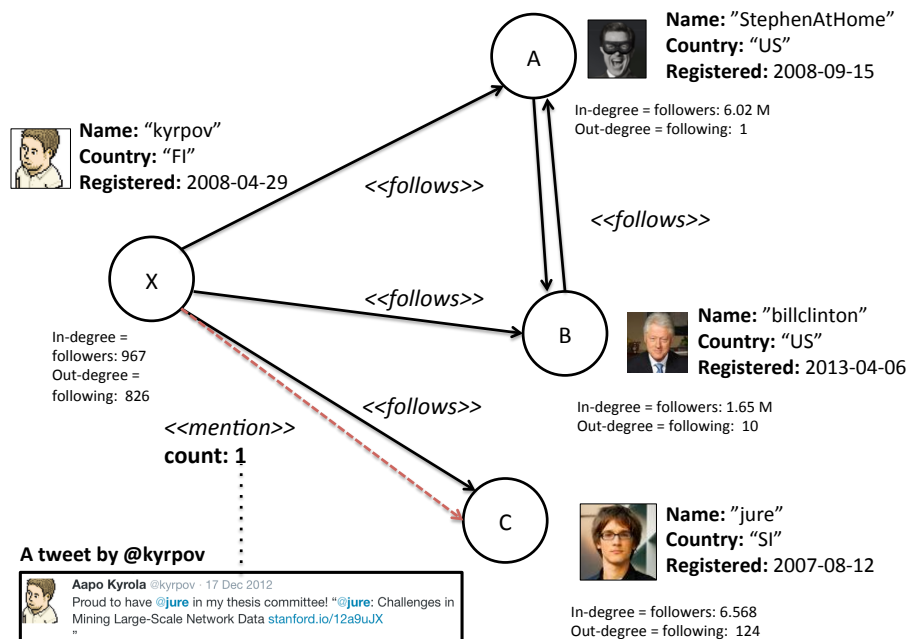 Name: ”StephenAtHome”
Country: “US”
Registered: 2008-09-15
A
In-degree = followers: 6.02 M
Out-degree = following: 1
Name: “kyrpov”
Country: “FI”
Registered: 2008-04-29
<<follows>>
<<follows>>
X
<<follows>>
B
Name: ”billclinton”
Country: “US”
Registered: 2013-04-06
In-degree =
followers: 967
Out-degree =
following: 826
In-degree = followers: 1.65 M
Out-degree = following: 10
<<follows>>
<<mention>>
count: 1
C
Name: ”jure”
Country: “SI”
Registered: 2007-08-12
In-degree = followers: 6.568
Out-degree = following: 124
A tweet by @kyrpov
Aapo Kyrola @kyrpov · 17 Dec 2012
Proud to have @jure in my thesis committee! “@jure: Challenges in
Mining Large-Scale Network Data stanford.io/12a9uJX
”